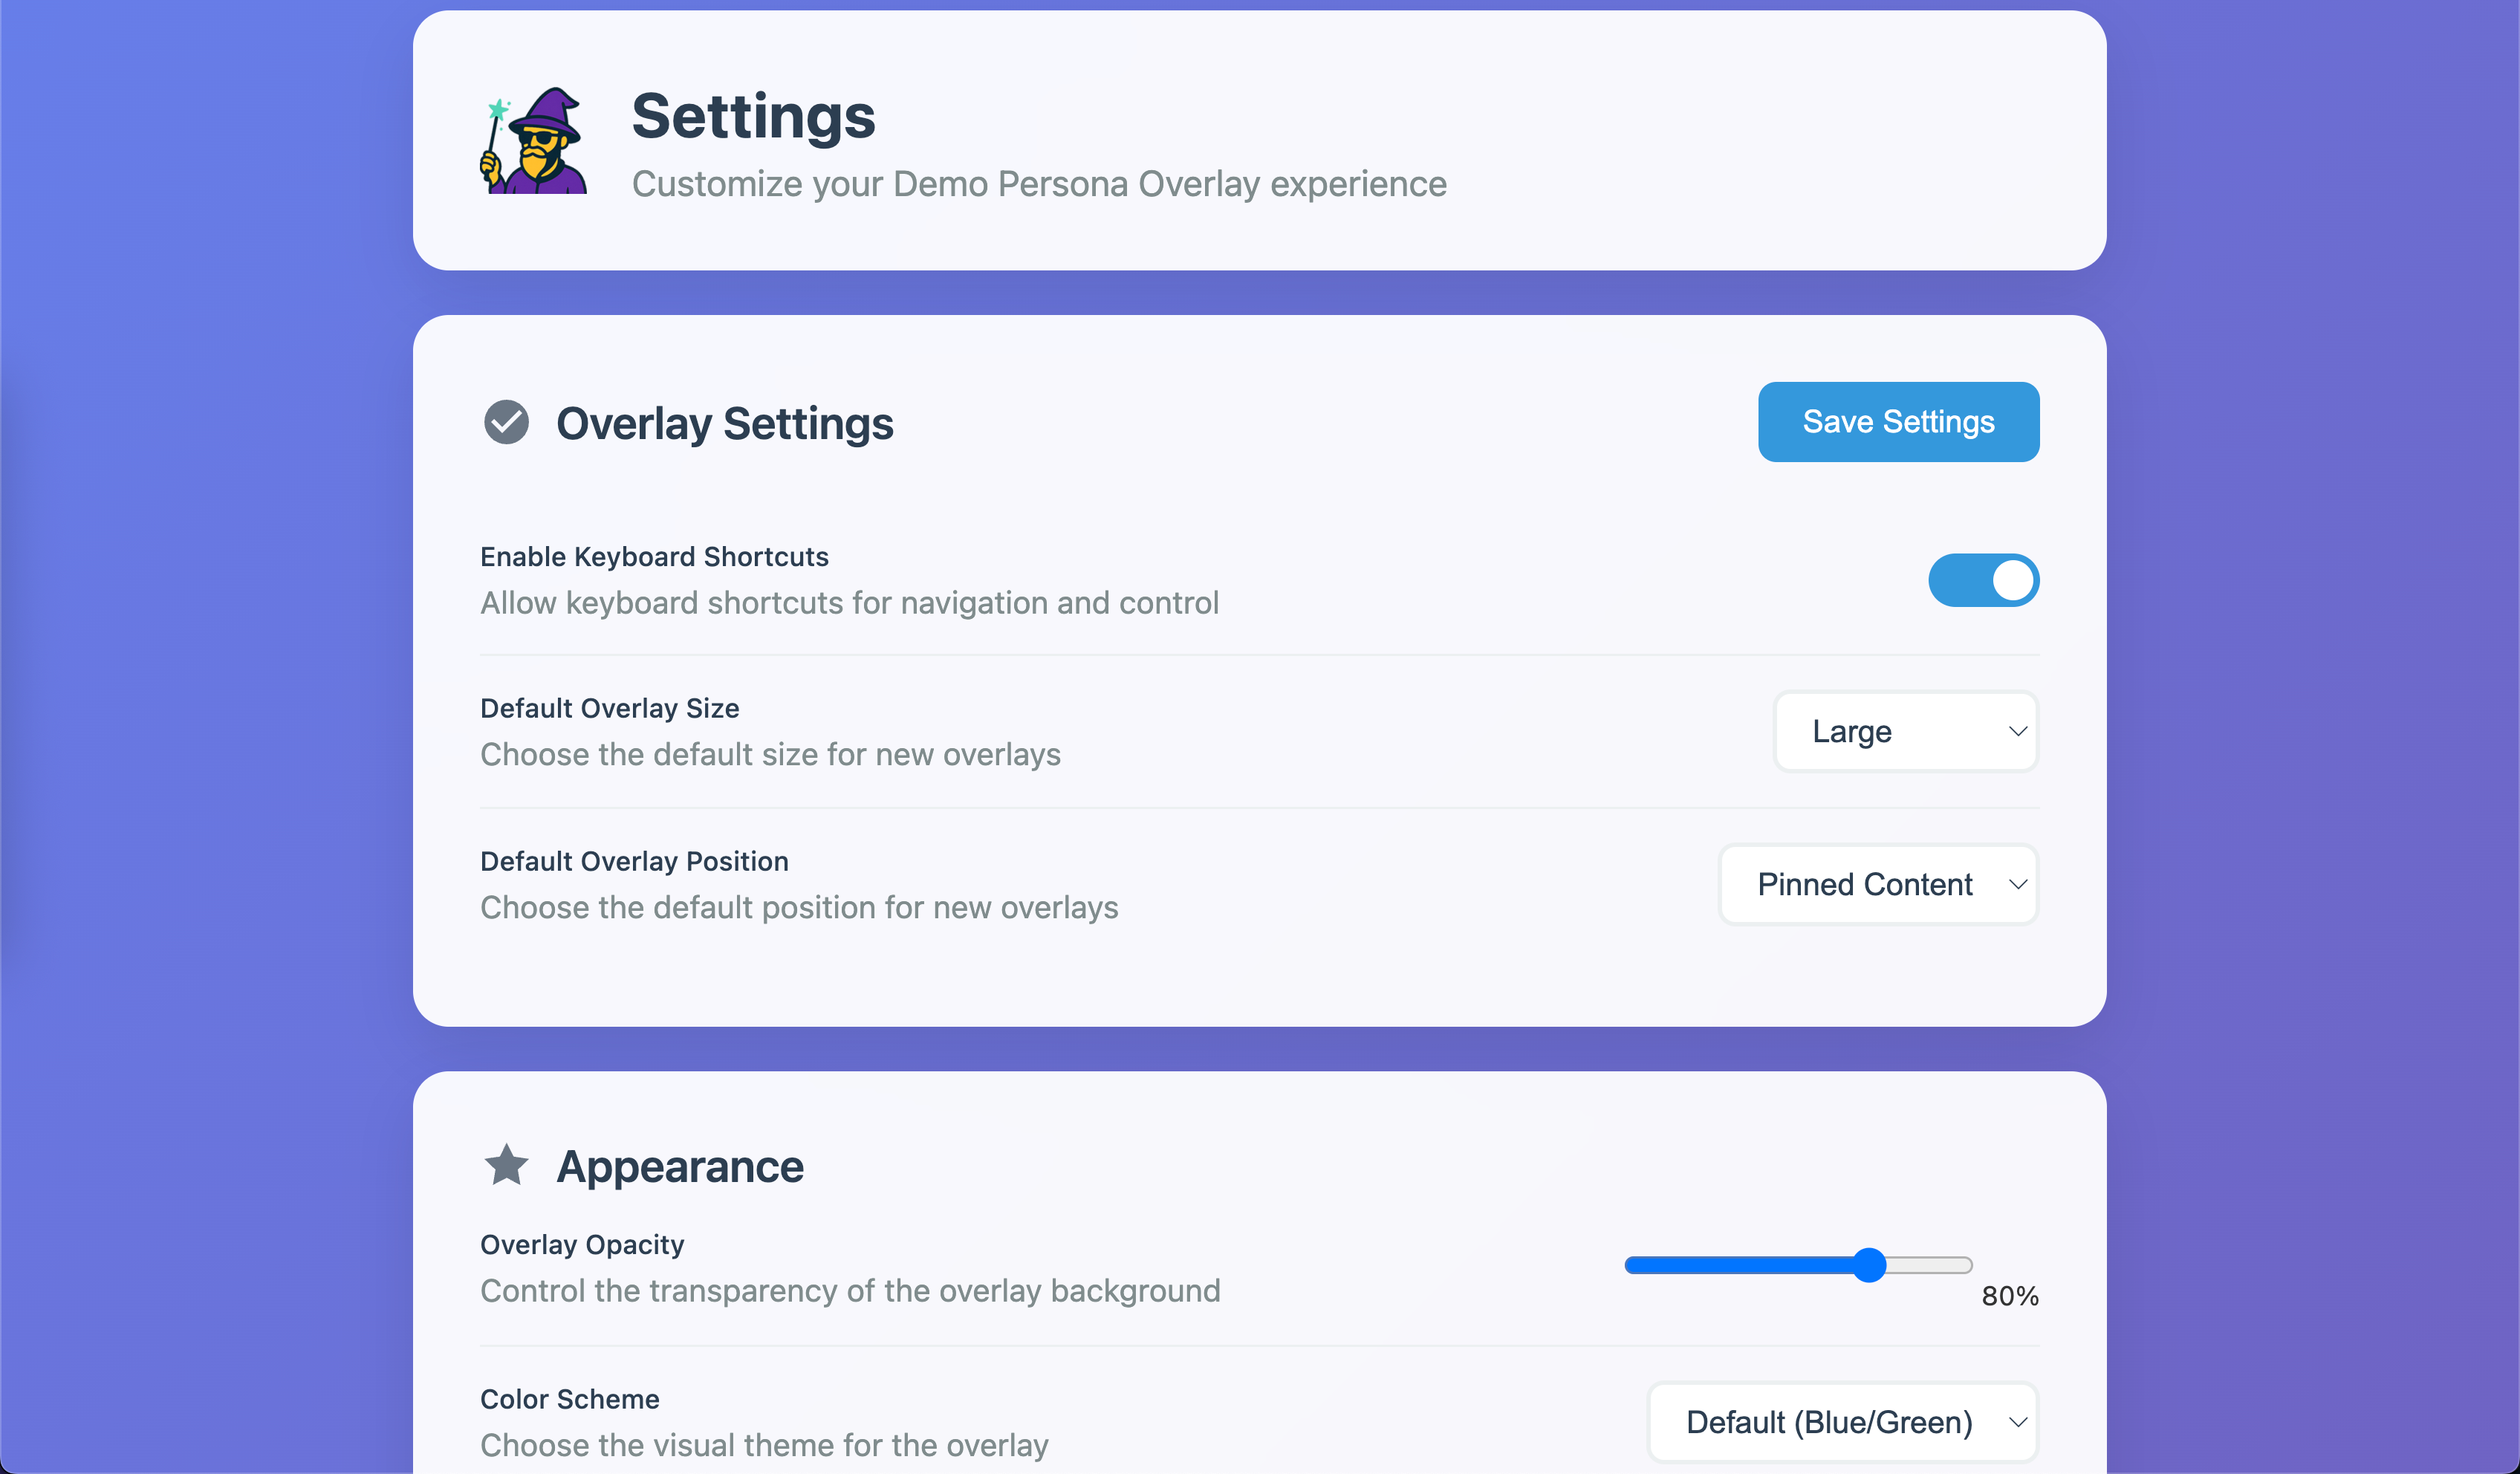 Settings
Customize your Demo Persona Overlay experience
Overlay Settings
Save Settings
Enable Keyboard Shortcuts
Allow keyboard shortcuts for navigation and control
Default Overlay Size
Choose the default size for new overlays
Large
Default Overlay Position
Choose the default position for new overlays
Pinned Content
Appearance
Overlay Opacity
Control the transparency of the overlay background
80%
Color Scheme
Choose the visual theme for the overlay
Default (Blue/Green)